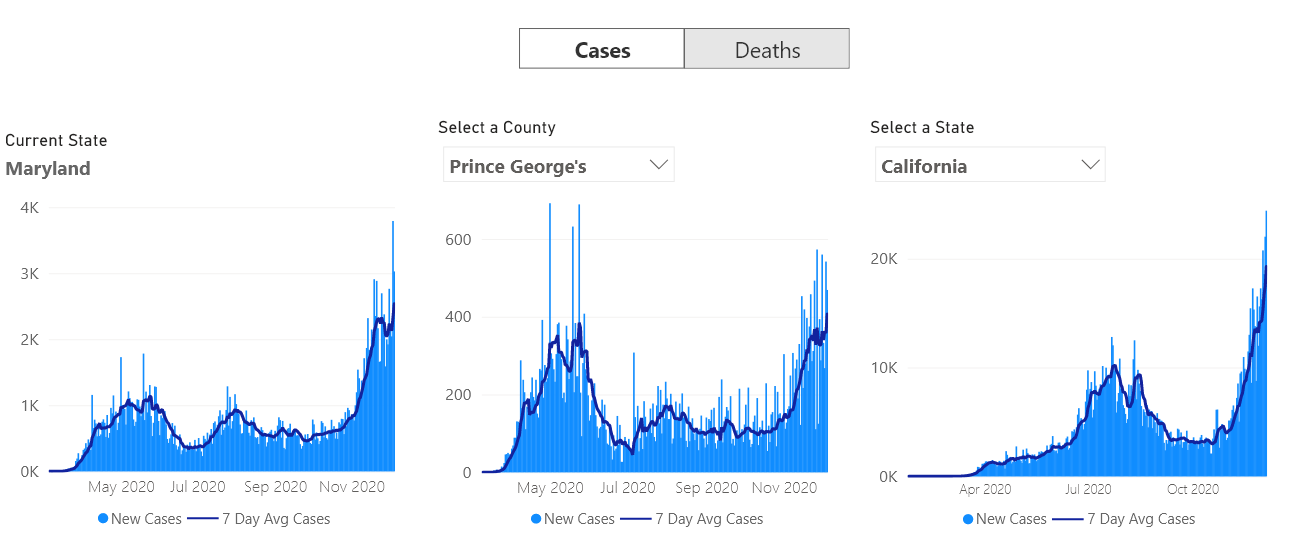 Cases Deaths
Current State
Maryland
4K
3K
2K
1K
0K
May 2020 Jul 2020 Sep 2020 Nov 2020
New Cases 7 Day Avg Cases
Select a County
Prince George's
600
400
200
0
May 2020 Jul 2020 Sep 2020 Nov 2020
New Cases 7 Day Avg Cases
Select a State
California
20K
10K
0K
Apr 2020 Jul 2020 Oct 2020
New Cases 7 Day Avg Cases